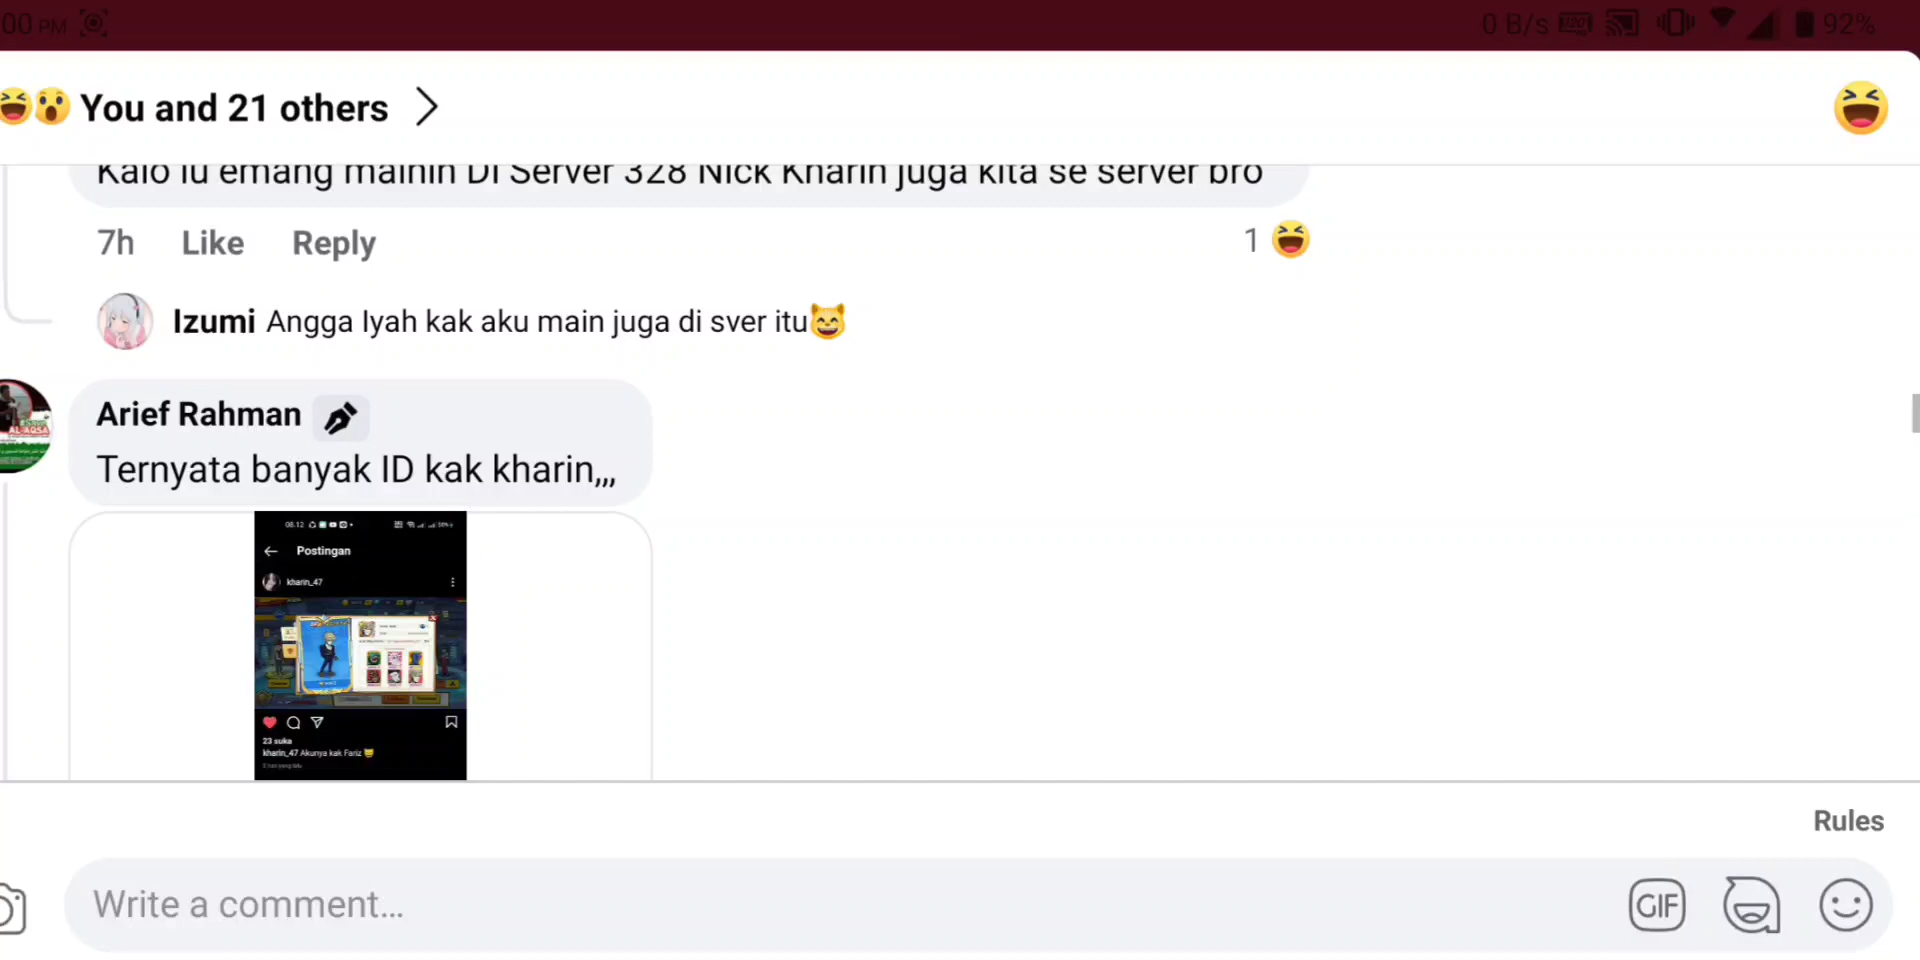 00 PM
0 B/s 92%
You and 21 others
Kalo lu emang mainin Di Server 328 Nick Kharin juga kita se server bro
7h Like Reply 1
Izumi Angga Iyah kak aku main juga di sver itu😸
Arief Rahman
Ternyata banyak ID kak kharin,,,
AL-AQSA
08.12
Postingan
kharin_47
23 suka
kharin_47 Akunya kak Fariz
Rules
Write a comment...
GIF